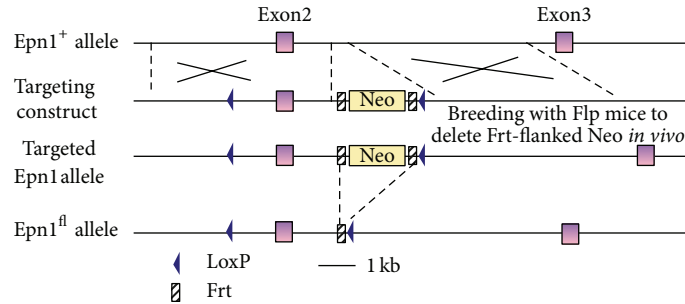 Exon2 Exon3
Epn1+ allele
Targeting
construct
Neo
Breeding with Flp mice to
delete Frt-flanked Neo in vivo
Targeted
Epn1allele
Neo
Epn1fl allele
LoxP
1 kb
Frt